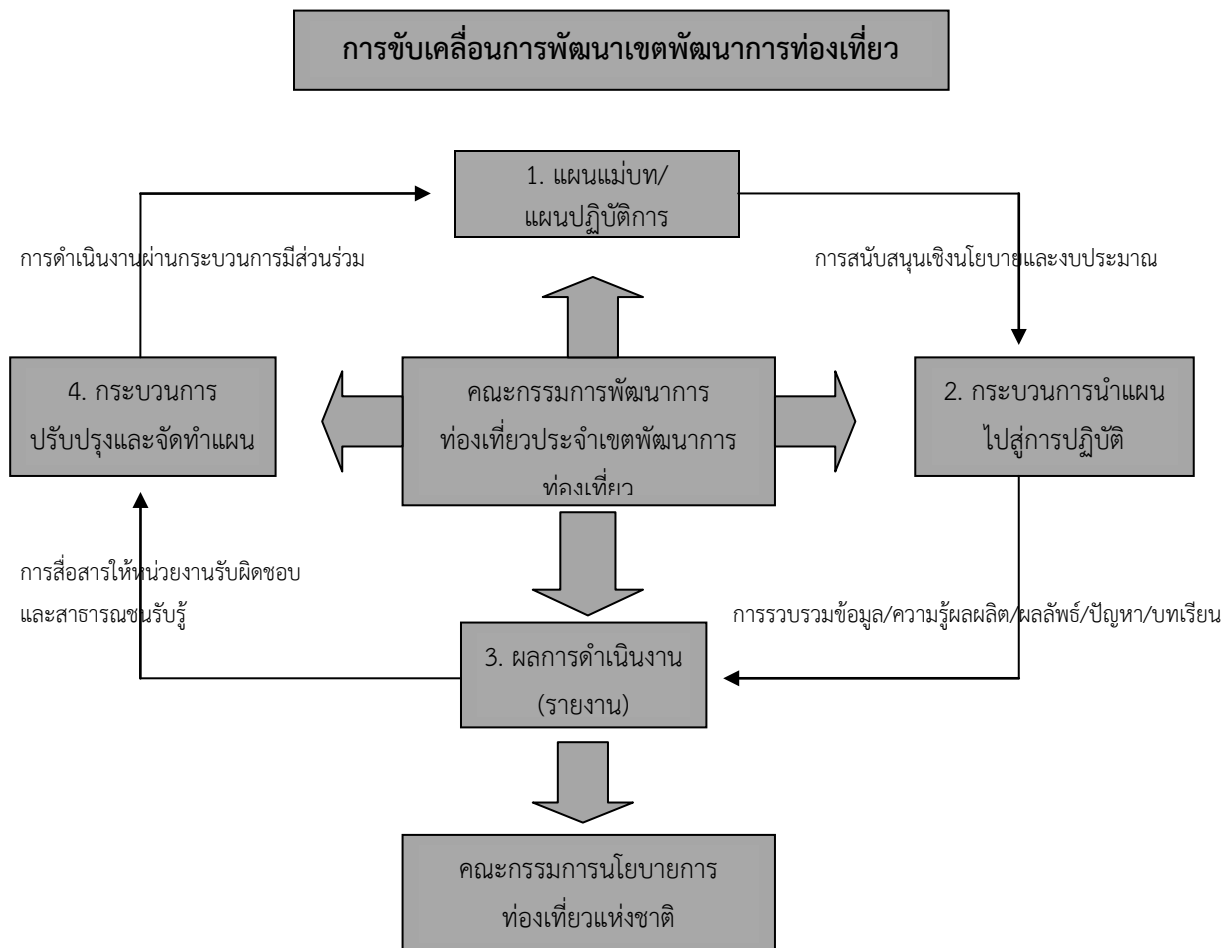 การขับเคลื่อนการพัฒนาเขตพัฒนาการท่องเที่ยว
1. แผนแม่บท/
แผนปฏิบัติการ
การดำเนินงานผ่านกระบวนการมีส่วนร่วม
การสนับสนุนเชิงนโยบายและงบประมาณ
4. กระบวนการ
ปรับปรุงและจัดทำแผน
คณะกรรมการพัฒนาการ
ท่องเที่ยวประจำเขตพัฒนาการ
ท่องเที่ยว
2. กระบวนการนำแผน
ไปสู่การปฏิบัติ
การสื่อสารให้หน่วยงานรับผิดชอบ
และสาธารณชนรับรู้
การรวบรวมข้อมูล/ความรู้ผลผลิต/ผลลัพธ์/ปัญหา/บทเรียน
3. ผลการดำเนินงาน
(รายงาน)
คณะกรรมการนโยบายการ
ท่องเที่ยวแห่งชาติ